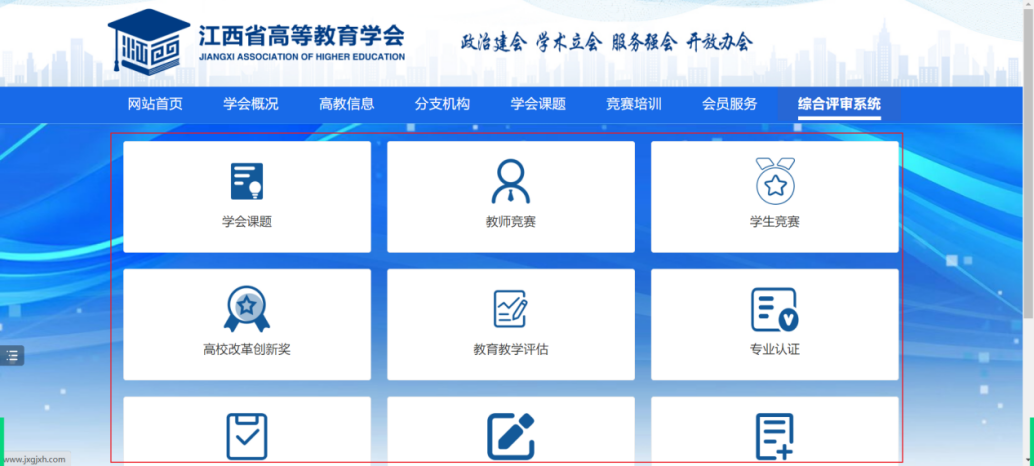 江西省高等教育学会
JIANGXI ASSOCIATION OF HIGHER EDUCATION
政治建会 学术立会 服务强会 开放办会
网站首页 学会概况 高教信息 分支机构 学会课题 竞赛培训 会员服务 综合评审系统
学会课题 教师竞赛 学生竞赛
高校改革创新奖 教育教学评估 专业认证
www.jxgjxh.com